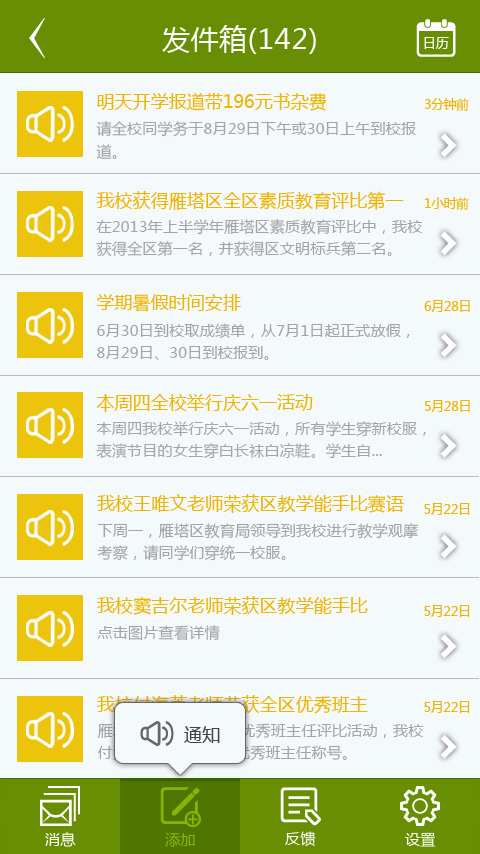 发件箱(142)
日历
明天开学报道带196元书杂费
3分钟前
请全校同学务于8月29日下午或30日上午到校报
道。
我校获得雁塔区全区素质教育评比第一
1小时前
在2013年上半学年雁塔区素质教育评比中，我校
获得全区第一名，并获得区文明标兵第二名。
学期暑假时间安排
6月28日
6月30日到校取成绩单，从7月1日起正式放假，
8月29日、30日到校报到。
本周四全校举行庆六一活动
5月28日
本周四我校举行庆六一活动，所有学生穿新校服，
表演节目的女生穿白长袜白凉鞋。学生自...
我校王唯文老师荣获区教学能手比赛语
5月22日
下周一，雁塔区教育局领导到我校进行教学观摩
考察，请同学们穿统一校服。
我校窦吉尔老师荣获区教学能手比
5月22日
点击图片查看详情
获全区优秀班主
5月22日
雁
优秀班主任评比活动，我校
付
优秀班主任称号。
通知
消息
添加
反馈
设置